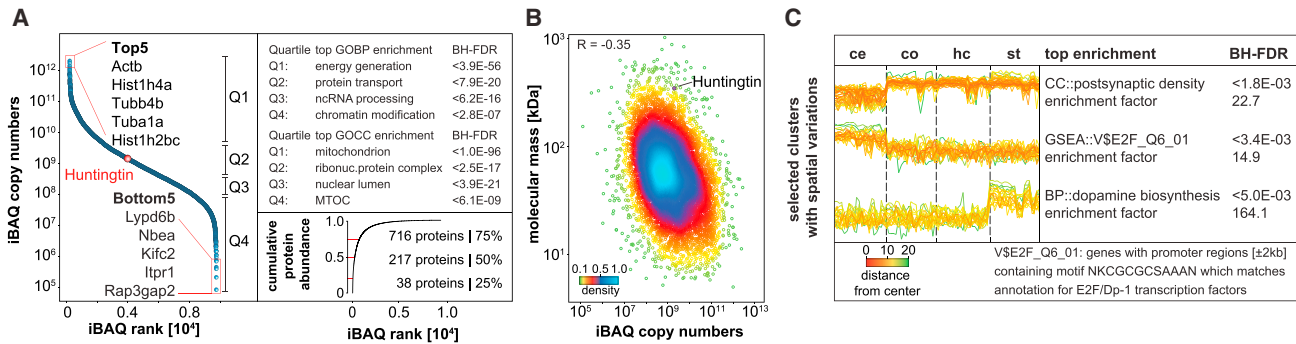 A
iBAQ copy numbers
10¹²
10¹¹
10¹⁰
10⁹
10⁸
10⁷
10⁶
10⁵
Top5
Actb
Hist1h4a
Tubb4b
Tuba1a
Hist1h2bc
Huntingtin
Bottom5
Lypd6b
Nbea
Kifc2
Itpr1
Rap3gap2
Q1
Q2
Q3
Q4
0 0.4 1.0
iBAQ rank [10⁴]
Quartile top GOBP enrichment BH-FDR
Q1: energy generation <3.9E-56
Q2: protein transport <7.9E-20
Q3: ncRNA processing <6.2E-16
Q4: chromatin modification <2.8E-07
Quartile top GOCC enrichment BH-FDR
Q1: mitochondrion <1.0E-96
Q2: ribonuc.protein complex <2.5E-17
Q3: nuclear lumen <3.9E-21
Q4: MTOC <6.1E-09
cumulative
protein
abundance
1
0.5
0
716 proteins | 75%
217 proteins | 50%
38 proteins | 25%
0 0.5 1.0
iBAQ rank [10⁴]
B
molecular mass [kDa]
10³
10²
10¹
R = -0.35
Huntingtin
0.1 0.5 1.0
density
10⁵ 10⁷ 10⁹ 10¹¹ 10¹³
iBAQ copy numbers
C
selected clusters
with spatial variations
ce co hc st top enrichment BH-FDR
CC::postsynaptic density <1.8E-03
enrichment factor 22.7
GSEA::V$E2F_Q6_01 <3.4E-03
enrichment factor 14.9
BP::dopamine biosynthesis <5.0E-03
enrichment factor 164.1
0 10 20
distance
from center
V$E2F_Q6_01: genes with promoter regions [±2kb]
containing motif NKCGCGCSAAAN which matches
annotation for E2F/Dp-1 transcription factors